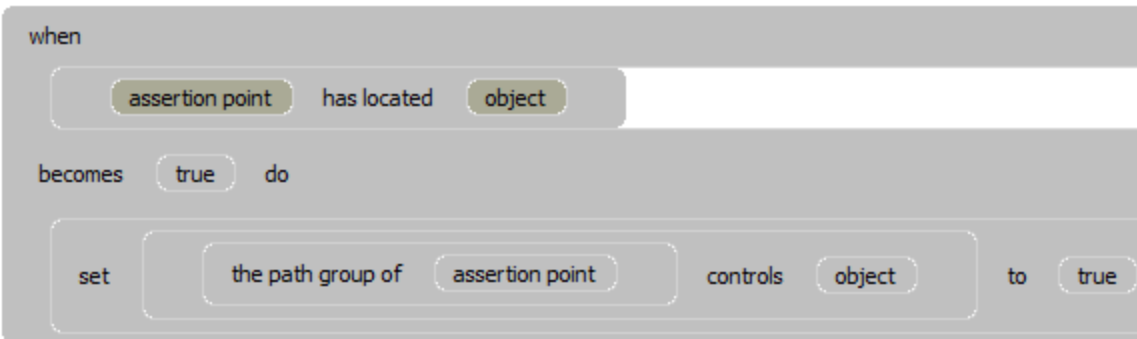 when
assertion point has located object
becomes true do
set the path group of assertion point controls object to true